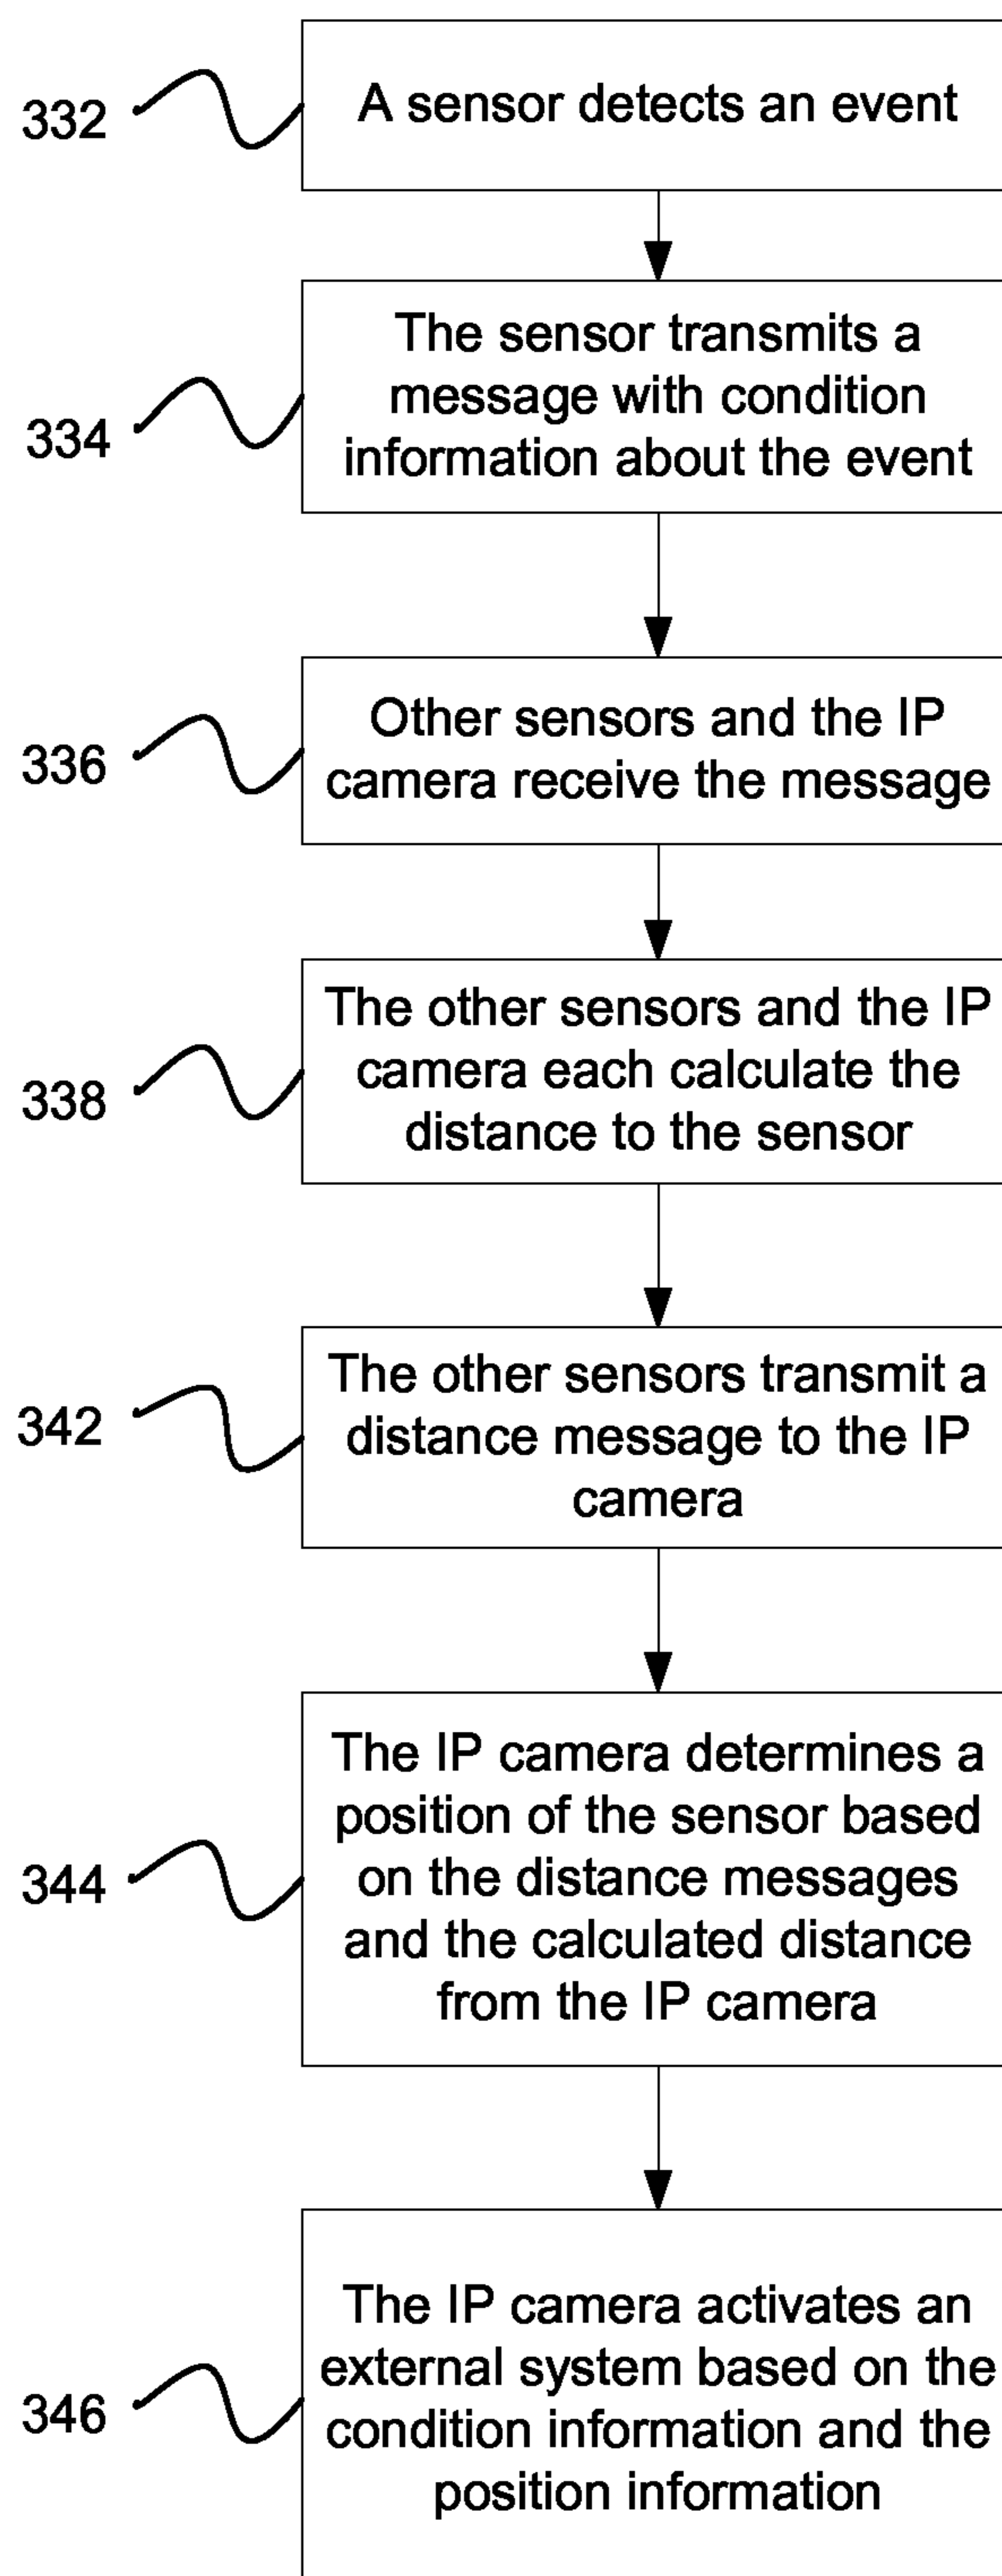 332
A sensor detects an event
334
The sensor transmits a
message with condition
information about the event
336
Other sensors and the IP
camera receive the message
338
The other sensors and the IP
camera each calculate the
distance to the sensor
342
The other sensors transmit a
distance message to the IP
camera
344
The IP camera determines a
position of the sensor based
on the distance messages
and the calculated distance
from the IP camera
346
The IP camera activates an
external system based on the
condition information and the
position information